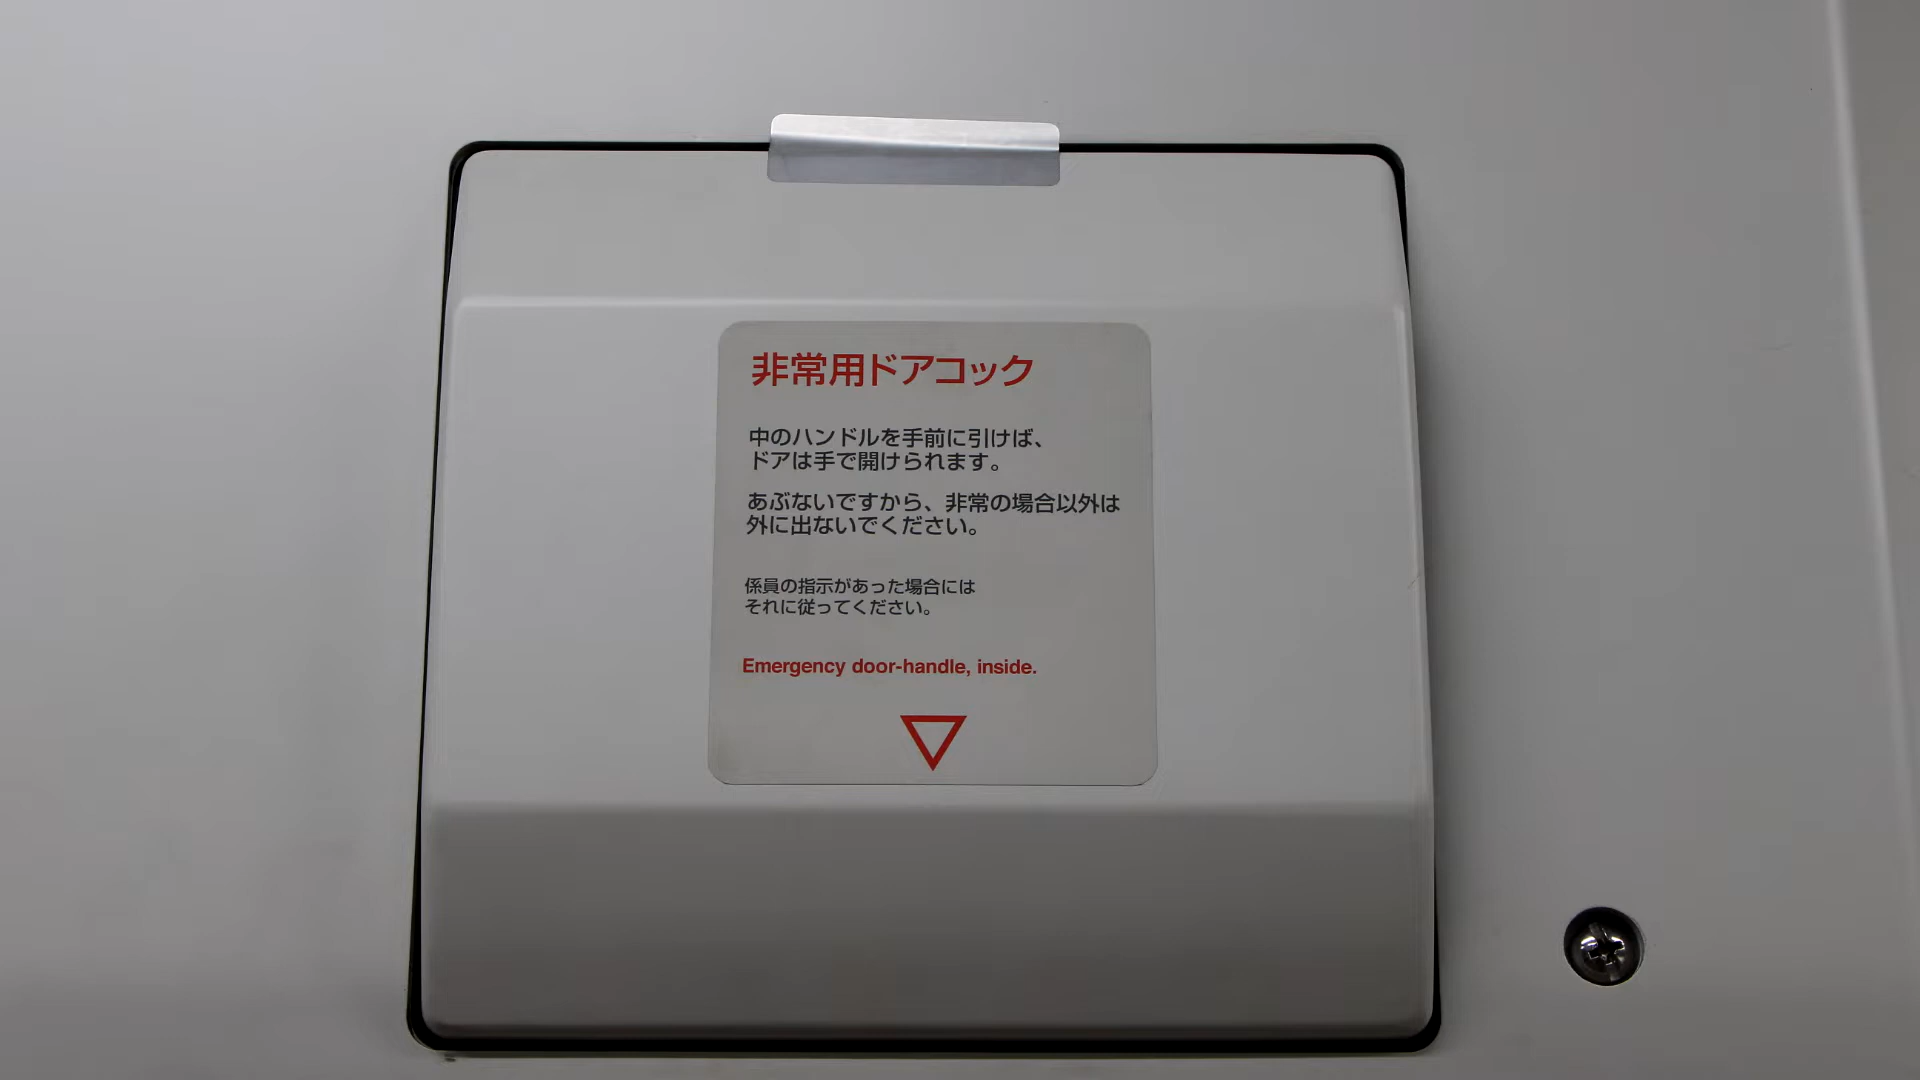 非常用ドアコック
中のハンドルを手前に引けば、
ドアは手で開けられます。
あぶないですから、非常の場合以外は
外に出ないでください。
係員の指示があった場合には
それに従ってください。
Emergency door-handle, inside.